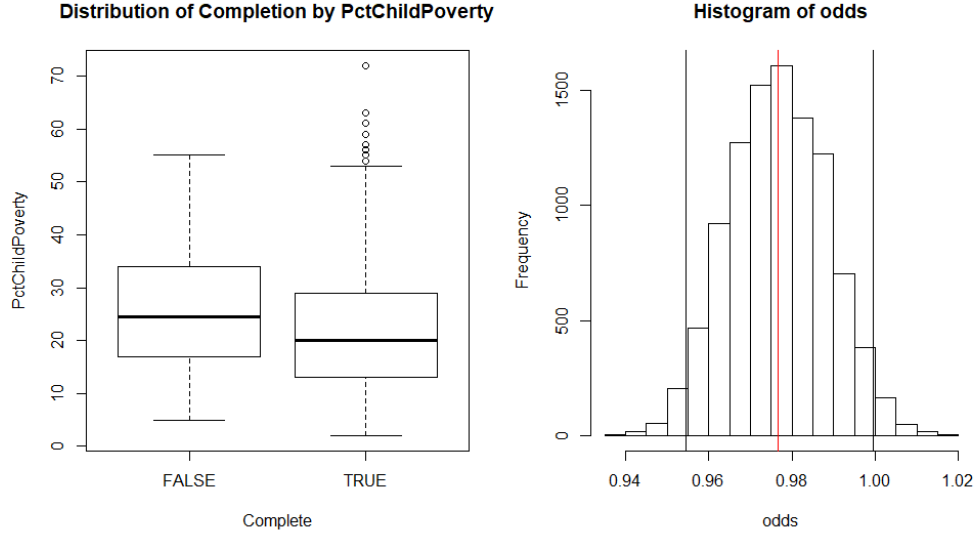 Distribution of Completion by PctChildPoverty
PctChildPoverty
70
60
50
40
30
20
10
0
FALSE
TRUE
Complete
Histogram of odds
Frequency
1500
1000
500
0
0.94
0.96
0.98
1.00
1.02
odds